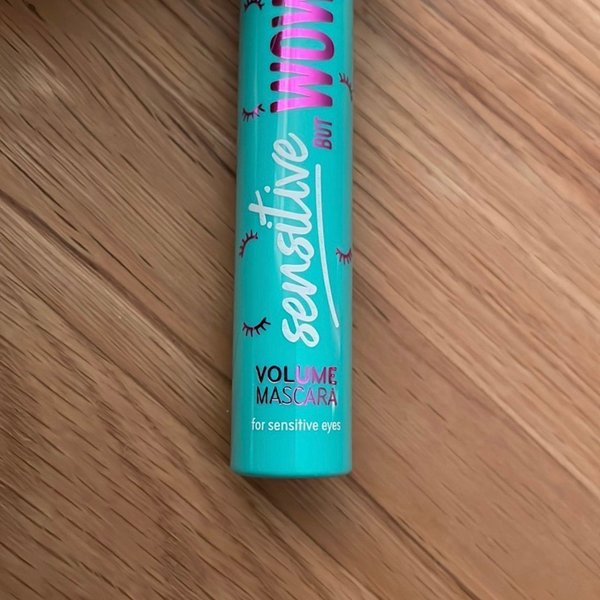 sensitive
BUT
WOW
VOLUME
MASCARA
for sensitive eyes